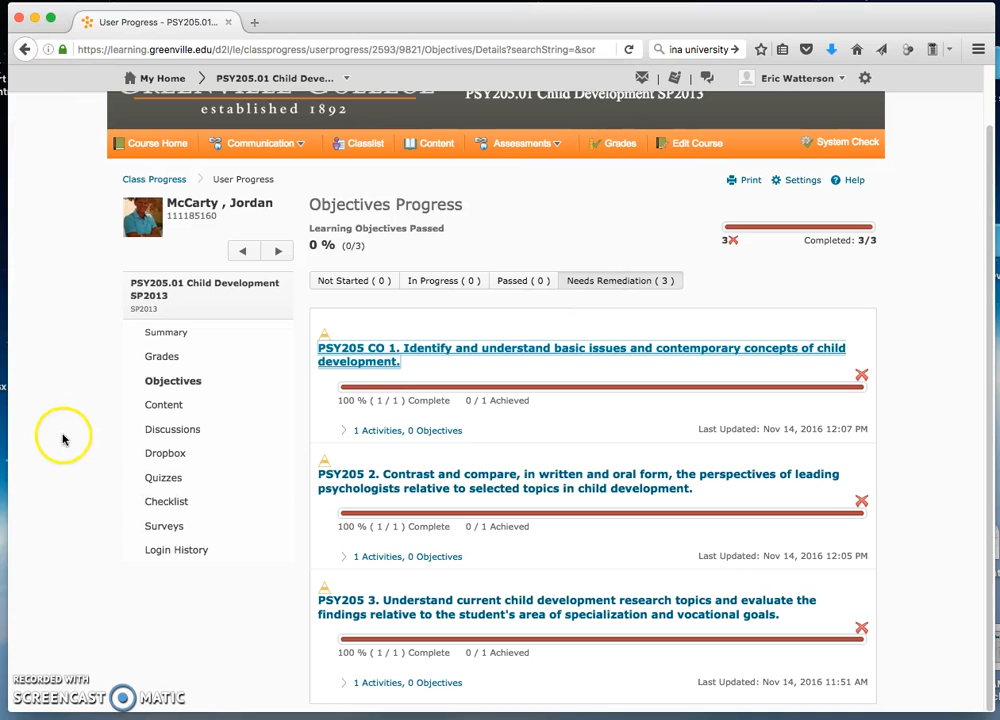 User Progress - PSY205.01...
https://learning.greenville.edu/d2l/le/classprogress/userprogress/2593/9821/Objectives/Details?searchString=&sor
ina university
My Home
PSY205.01 Child Deve...
Eric Watterson
GREENVILLE COLLEGE
PSY205.01 Child Development SP2013
established 1892
Course Home
Communication
Classlist
Content
Assessments
Grades
Edit Course
System Check
Class Progress
User Progress
Print
Settings
Help
McCarty , Jordan
111185160
Objectives Progress
Learning Objectives Passed
0 % (0/3)
3
Completed: 3/3
PSY205.01 Child Development
SP2013
SP2013
Summary
Grades
Objectives
Content
Discussions
Dropbox
Quizzes
Checklist
Surveys
Login History
Not Started ( 0 )
In Progress ( 0 )
Passed ( 0 )
Needs Remediation ( 3 )
PSY205 CO 1. Identify and understand basic issues and contemporary concepts of child
development.
100 % ( 1 / 1 ) Complete 0 / 1 Achieved
1 Activities, 0 Objectives
Last Updated: Nov 14, 2016 12:07 PM
PSY205 2. Contrast and compare, in written and oral form, the perspectives of leading
psychologists relative to selected topics in child development.
100 % ( 1 / 1 ) Complete 0 / 1 Achieved
1 Activities, 0 Objectives
Last Updated: Nov 14, 2016 12:05 PM
PSY205 3. Understand current child development research topics and evaluate the
findings relative to the student's area of specialization and vocational goals.
100 % ( 1 / 1 ) Complete 0 / 1 Achieved
1 Activities, 0 Objectives
Last Updated: Nov 14, 2016 11:51 AM
RECORDED WITH
SCREENCAST MATIC